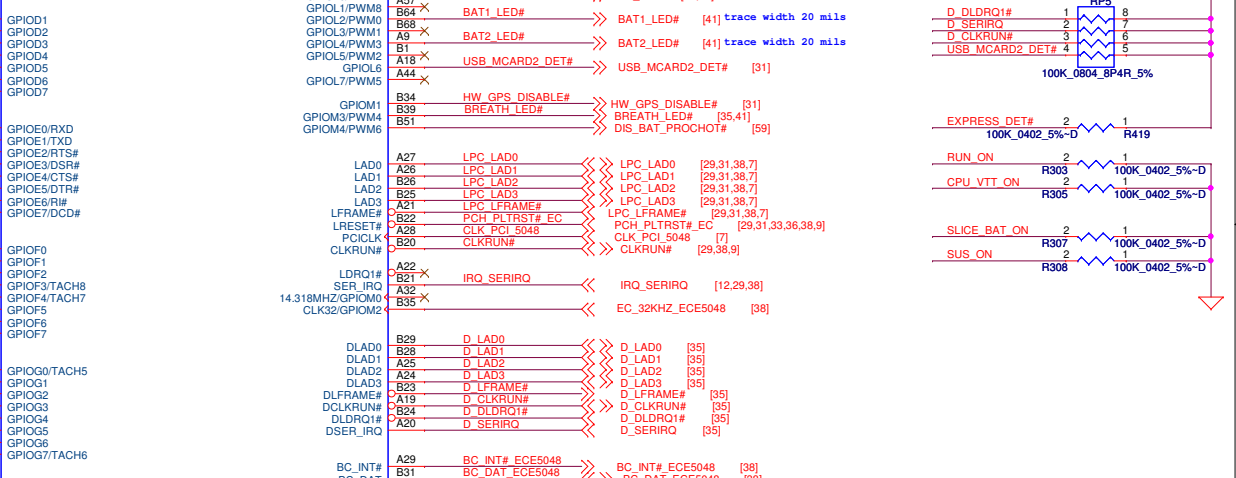 GPIOD1
GPIOD2
GPIOD3
GPIOD4
GPIOD5
GPIOD6
GPIOD7
GPIOE0/RXD
GPIOE1/TXD
GPIOE2/RTS#
GPIOE3/DSR#
GPIOE4/CTS#
GPIOE5/DTR#
GPIOE6/RI#
GPIOE7/DCD#
GPIOF0
GPIOF1
GPIOF2
GPIOF3/TACH8
GPIOF4/TACH7
GPIOF5
GPIOF6
GPIOF7
GPIOG0/TACH5
GPIOG1
GPIOG2
GPIOG3
GPIOG4
GPIOG5
GPIOG6
GPIOG7/TACH6
GPIOL1/PWM8 A57
GPIOL2/PWM0 B64 BAT1_LED# BAT1_LED# [41] trace width 20 mils
GPIOL3/PWM1 B68
GPIOL4/PWM3 A9 BAT2_LED# BAT2_LED# [41] trace width 20 mils
GPIOL5/PWM2 B1
GPIOL6 A18 USB_MCARD2_DET# USB_MCARD2_DET# [31]
GPIOL7/PWM5 A44
GPIOM1 B34 HW_GPS_DISABLE# HW_GPS_DISABLE# [31]
GPIOM3/PWM4 B39 BREATH_LED# BREATH_LED# [35,41]
GPIOM4/PWM6 B51 DIS_BAT_PROCHOT# [59]
LAD0 A27 LPC_LAD0 LPC_LAD0 [29,31,38,7]
LAD1 A26 LPC_LAD1 LPC_LAD1 [29,31,38,7]
LAD2 B26 LPC_LAD2 LPC_LAD2 [29,31,38,7]
LAD3 B25 LPC_LAD3 LPC_LAD3 [29,31,38,7]
LFRAME# A21 LPC_LFRAME# LPC_LFRAME# [29,31,38,7]
LRESET# B22 PCH_PLTRST#_EC PCH_PLTRST#_EC [29,31,33,36,38,9]
PCICLK A28 CLK_PCI_5048 CLK_PCI_5048 [7]
CLKRUN# B20 CLKRUN# CLKRUN# [29,38,9]
LDRQ1# A22
SER_IRQ B21 IRQ_SERIRQ IRQ_SERIRQ [12,29,38]
14.318MHZ/GPIOM0 A32
CLK32/GPIOM2 B35 EC_32KHZ_ECE5048 [38]
DLAD0 B29 D_LAD0 D_LAD0 [35]
DLAD1 B28 D_LAD1 D_LAD1 [35]
DLAD2 A25 D_LAD2 D_LAD2 [35]
DLAD3 A24 D_LAD3 D_LAD3 [35]
DLFRAME# B23 D_LFRAME# D_LFRAME# [35]
DCLKRUN# A19 D_CLKRUN# D_CLKRUN# [35]
DLDRQ1# B24 D_DLDRQ1# D_DLDRQ1# [35]
DSER_IRQ A20 D_SERIRQ D_SERIRQ [35]
BC_INT# A29 BC_INT#_ECE5048 BC_INT#_ECE5048 [38]
B31 BC_DAT_ECE5048
RP5
D_DLDRQ1# 1 8
D_SERIRQ 2 7
D_CLKRUN# 3 6
USB_MCARD2_DET# 4 5
100K_0804_8P4R_5%
EXPRESS_DET# 2 1
100K_0402_5%~D R419
RUN_ON 2 1
R303 100K_0402_5%~D
CPU_VTT_ON 2 1
R305 100K_0402_5%~D
SLICE_BAT_ON 2 1
R307 100K_0402_5%~D
SUS_ON 2 1
R308 100K_0402_5%~D